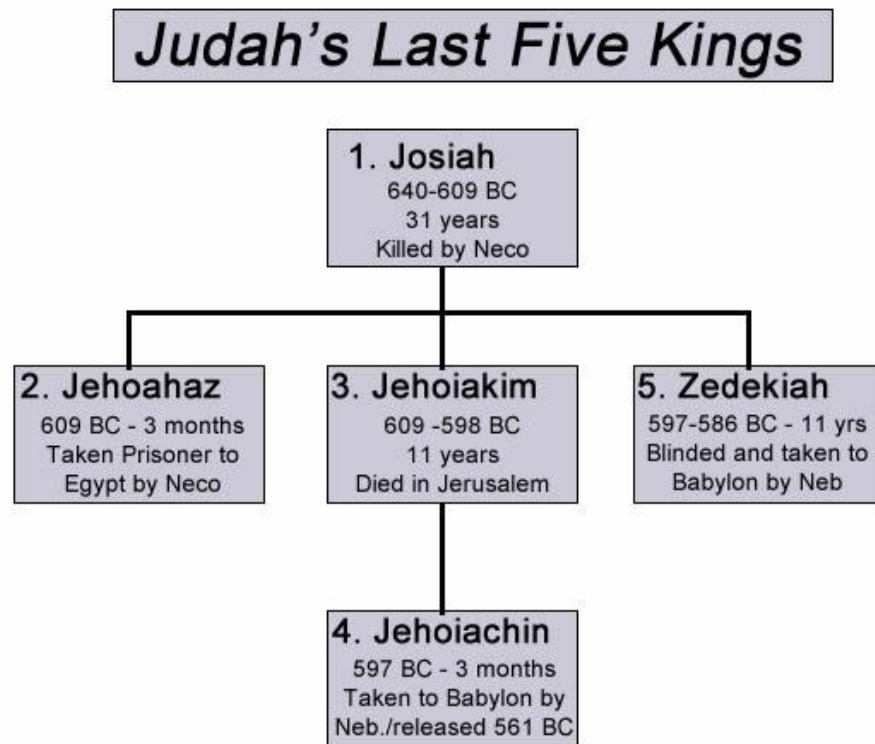 Judah's Last Five Kings
1. Josiah
640-609 BC
31 years
Killed by Neco
2. Jehoahaz
609 BC - 3 months
Taken Prisoner to
Egypt by Neco
3. Jehoiakim
609 -598 BC
11 years
Died in Jerusalem
5. Zedekiah
597-586 BC - 11 yrs
Blinded and taken to
Babylon by Neb
4. Jehoiachin
597 BC - 3 months
Taken to Babylon by
Neb./released 561 BC